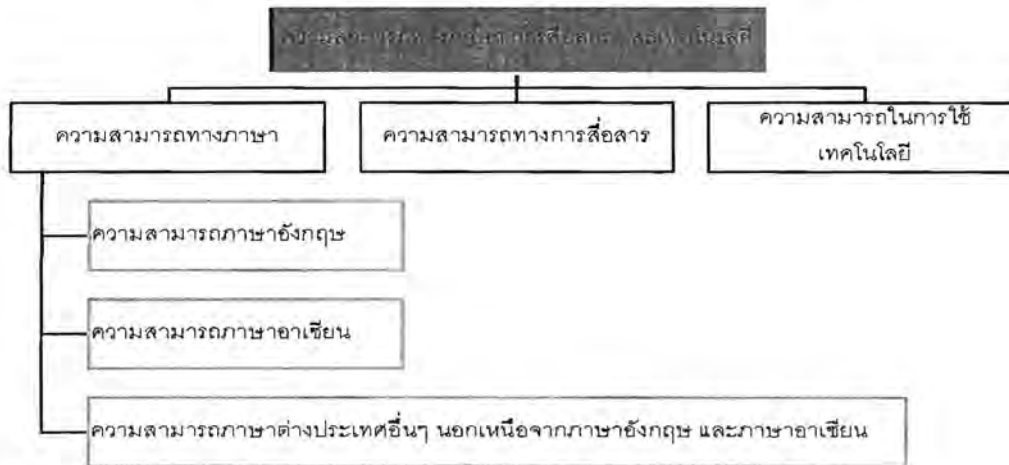 ความสามารถทางภาษา
ความสามารถทางการสื่อสาร
ความสามารถในการใช้
เทคโนโลยี
ความสามารถภาษาอังกฤษ
ความสามารถภาษาอาเซียน
ความสามารถภาษาต่างประเทศอื่นๆ นอกเหนือจากภาษาอังกฤษ และภาษาอาเซียน